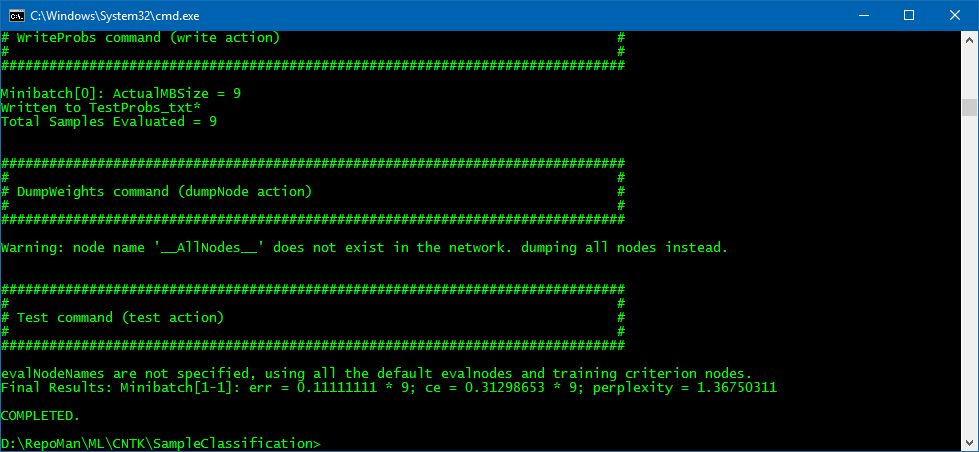 C:\Windows\System32\cmd.exe
# WriteProbs command (write action) #
# #
##############################################################################
Minibatch[0]: ActualMBSize = 9
Written to TestProbs_txt*
Total Samples Evaluated = 9
##############################################################################
# #
# DumpWeights command (dumpNode action) #
# #
##############################################################################
Warning: node name '__AllNodes__' does not exist in the network. dumping all nodes instead.
##############################################################################
# #
# Test command (test action) #
# #
##############################################################################
evalNodeNames are not specified, using all the default evalnodes and training criterion nodes.
Final Results: Minibatch[1-1]: err = 0.11111111 * 9; ce = 0.31298653 * 9; perplexity = 1.36750311
COMPLETED.
D:\RepoMan\ML\CNTK\SampleClassification>